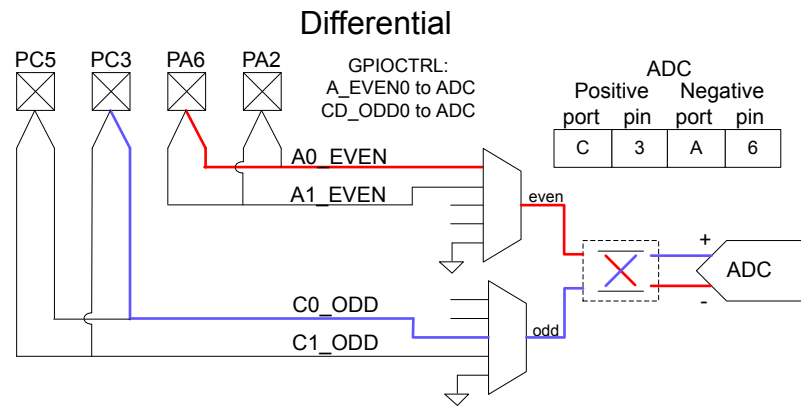 Differential
PC5 PC3 PA6 PA2
GPIOCTRL:
A_EVEN0 to ADC
CD_ODD0 to ADC
ADC
Positive Negative
port pin port pin
C 3 A 6
A0_EVEN
A1_EVEN
even
+
ADC
-
C0_ODD
odd
C1_ODD